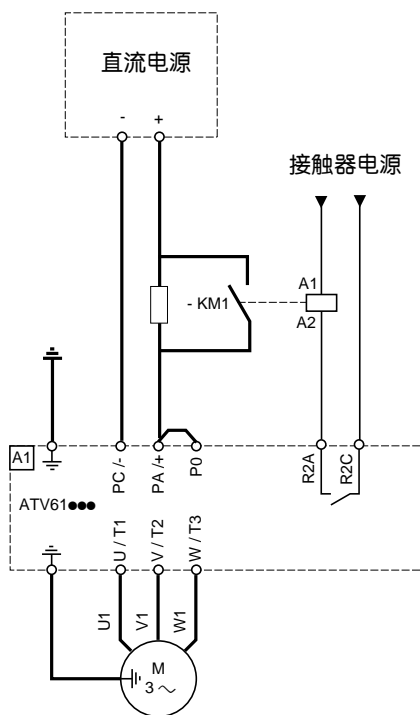 直流电源
- +
接触器电源
A1
- KM1
A2
A1
PC /-
PA /+
P0
R2A
R2C
ATV61●●●
U / T1
V / T2
W / T3
U1
V1
W1
M
3